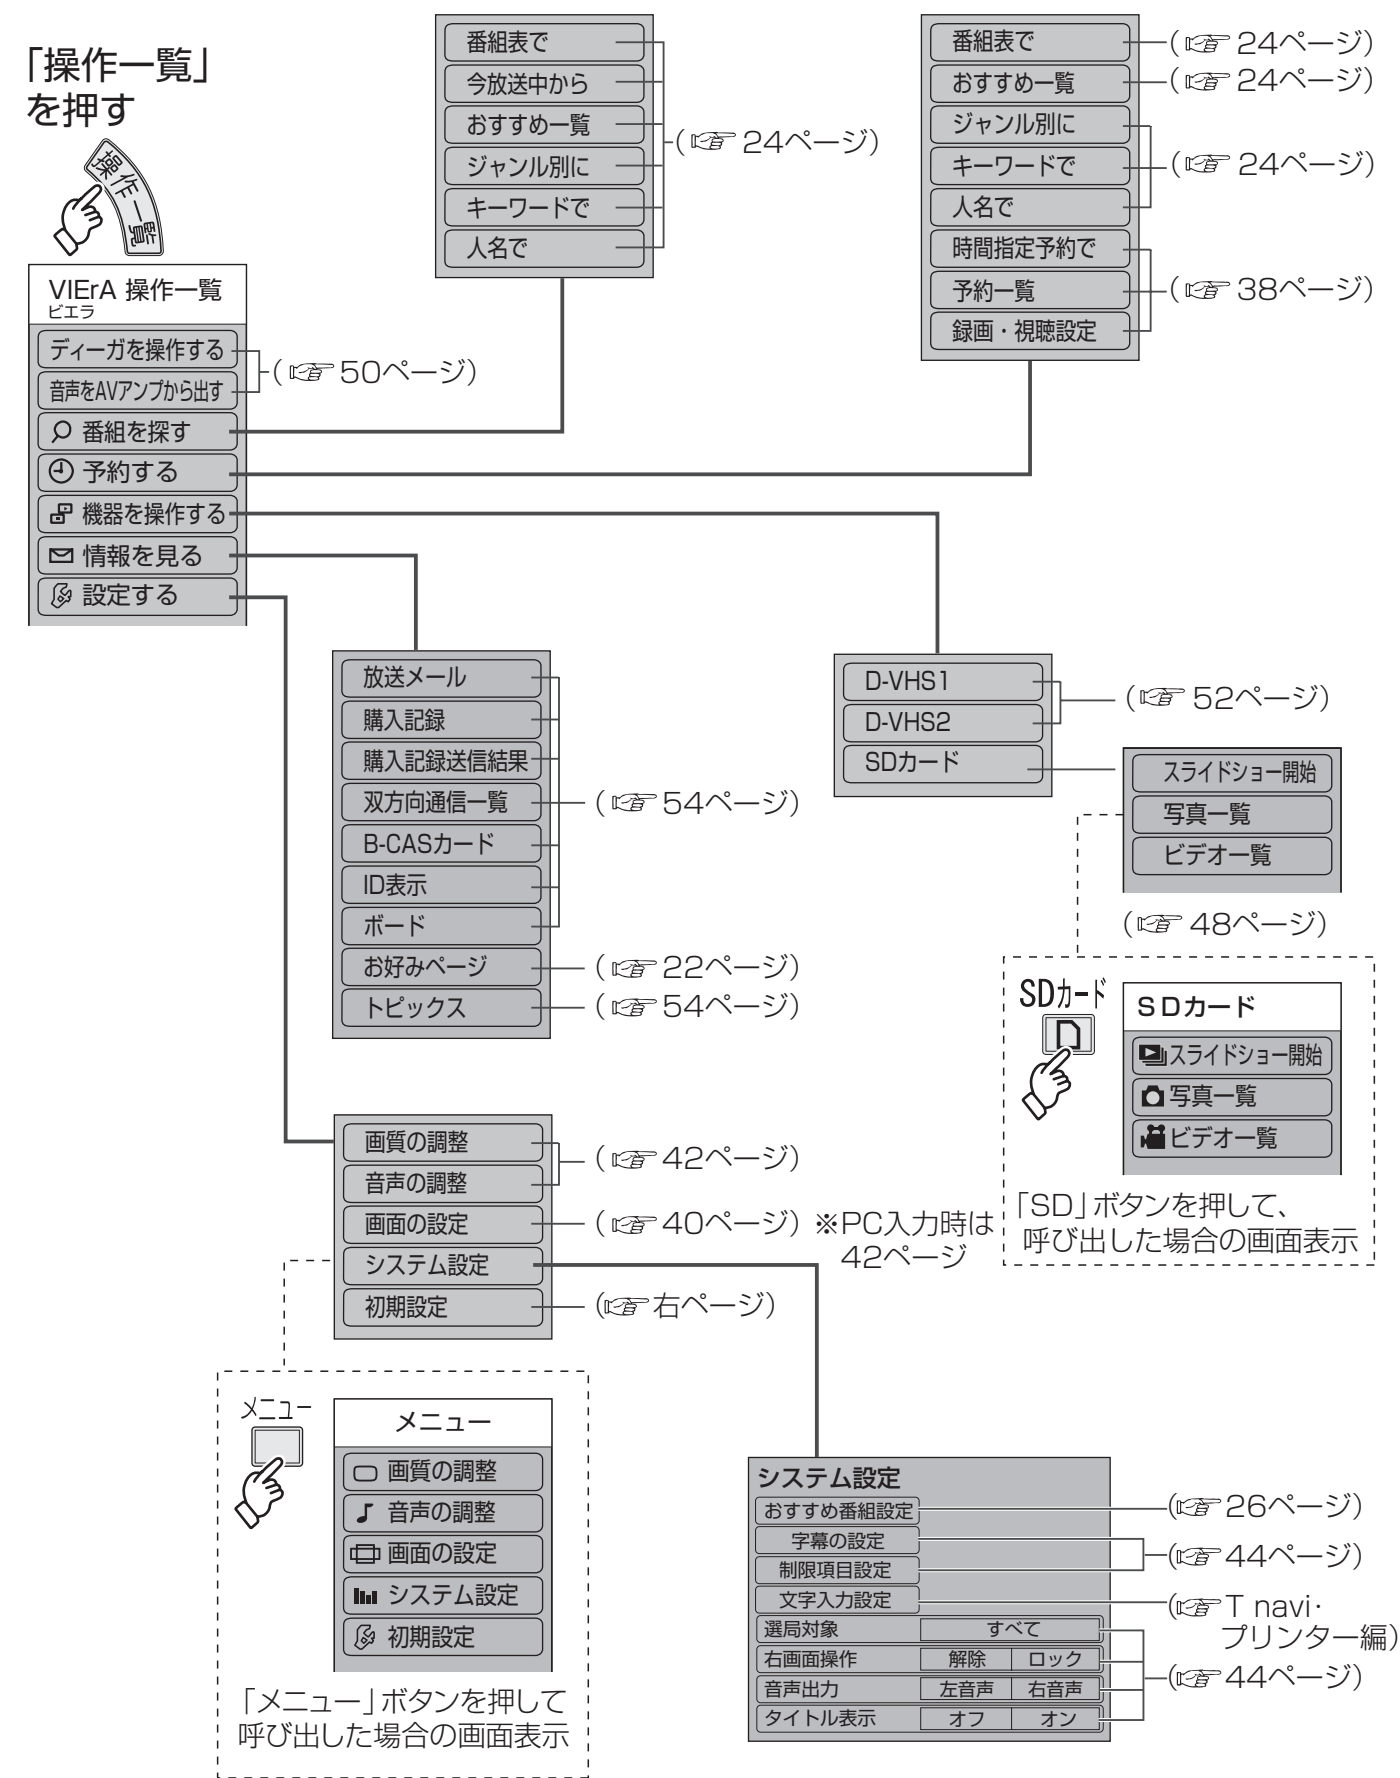 「操作一覧」
を押す
操作一覧
VIErA 操作一覧
ビエラ
ディーガを操作する
音声をAVアンプから出す
(☞50ページ)
番組を探す
予約する
機器を操作する
情報を見る
設定する
番組表で
今放送中から
おすすめ一覧
ジャンル別に
キーワードで
人名で
(☞24ページ)
番組表で
(☞24ページ)
おすすめ一覧
(☞24ページ)
ジャンル別に
キーワードで
人名で
(☞24ページ)
時間指定予約で
予約一覧
録画・視聴設定
(☞38ページ)
放送メール
購入記録
購入記録送信結果
双方向通信一覧
B-CASカード
ID表示
ボード
(☞54ページ)
お好みページ
(☞22ページ)
トピックス
(☞54ページ)
D-VHS1
D-VHS2
(☞52ページ)
SDカード
スライドショー開始
写真一覧
ビデオ一覧
(☞48ページ)
SDカード
SDカード
スライドショー開始
写真一覧
ビデオ一覧
「SD」ボタンを押して、
呼び出した場合の画面表示
画質の調整
音声の調整
(☞42ページ)
画面の設定
(☞40ページ) ※PC入力時は
42ページ
システム設定
初期設定
(☞右ページ)
メニュー
メニュー
画質の調整
音声の調整
画面の設定
システム設定
初期設定
「メニュー」ボタンを押して
呼び出した場合の画面表示
システム設定
おすすめ番組設定
(☞26ページ)
字幕の設定
制限項目設定
(☞44ページ)
文字入力設定
(☞T navi・
プリンター編)
選局対象 すべて
右画面操作 解除 ロック
音声出力 左音声 右音声
タイトル表示 オフ オン
(☞44ページ)